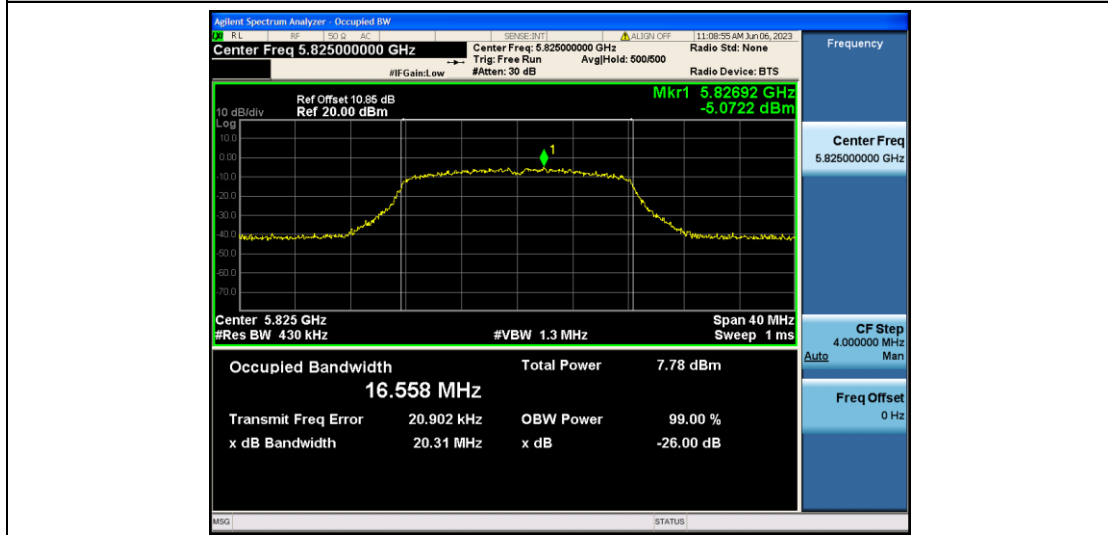 Agilent Spectrum Analyzer - Occupied BW
RL RF 50 Ω AC SENSE:INT ALIGN OFF 11:08:55 AM Jun 06, 2023
Center Freq 5.825000000 GHz
Center Freq: 5.825000000 GHz
Radio Std: None
Trig: Free Run Avg|Hold: 500/500
#IFGain:Low #Atten: 30 dB Radio Device: BTS
Frequency
Mkr1 5.82692 GHz
-5.0722 dBm
Ref Offset 10.85 dB
10 dB/div Ref 20.00 dBm
Log
10.0
0.00
-10.0
-20.0
-30.0
-40.0
-50.0
-60.0
-70.0
1
Center Freq
5.825000000 GHz
Center 5.825 GHz Span 40 MHz
#Res BW 430 kHz #VBW 1.3 MHz Sweep 1 ms
CF Step
4.000000 MHz
Auto Man
Occupied Bandwidth Total Power 7.78 dBm
16.558 MHz
Transmit Freq Error 20.902 kHz OBW Power 99.00 %
x dB Bandwidth 20.31 MHz x dB -26.00 dB
Freq Offset
0 Hz
MSG STATUS